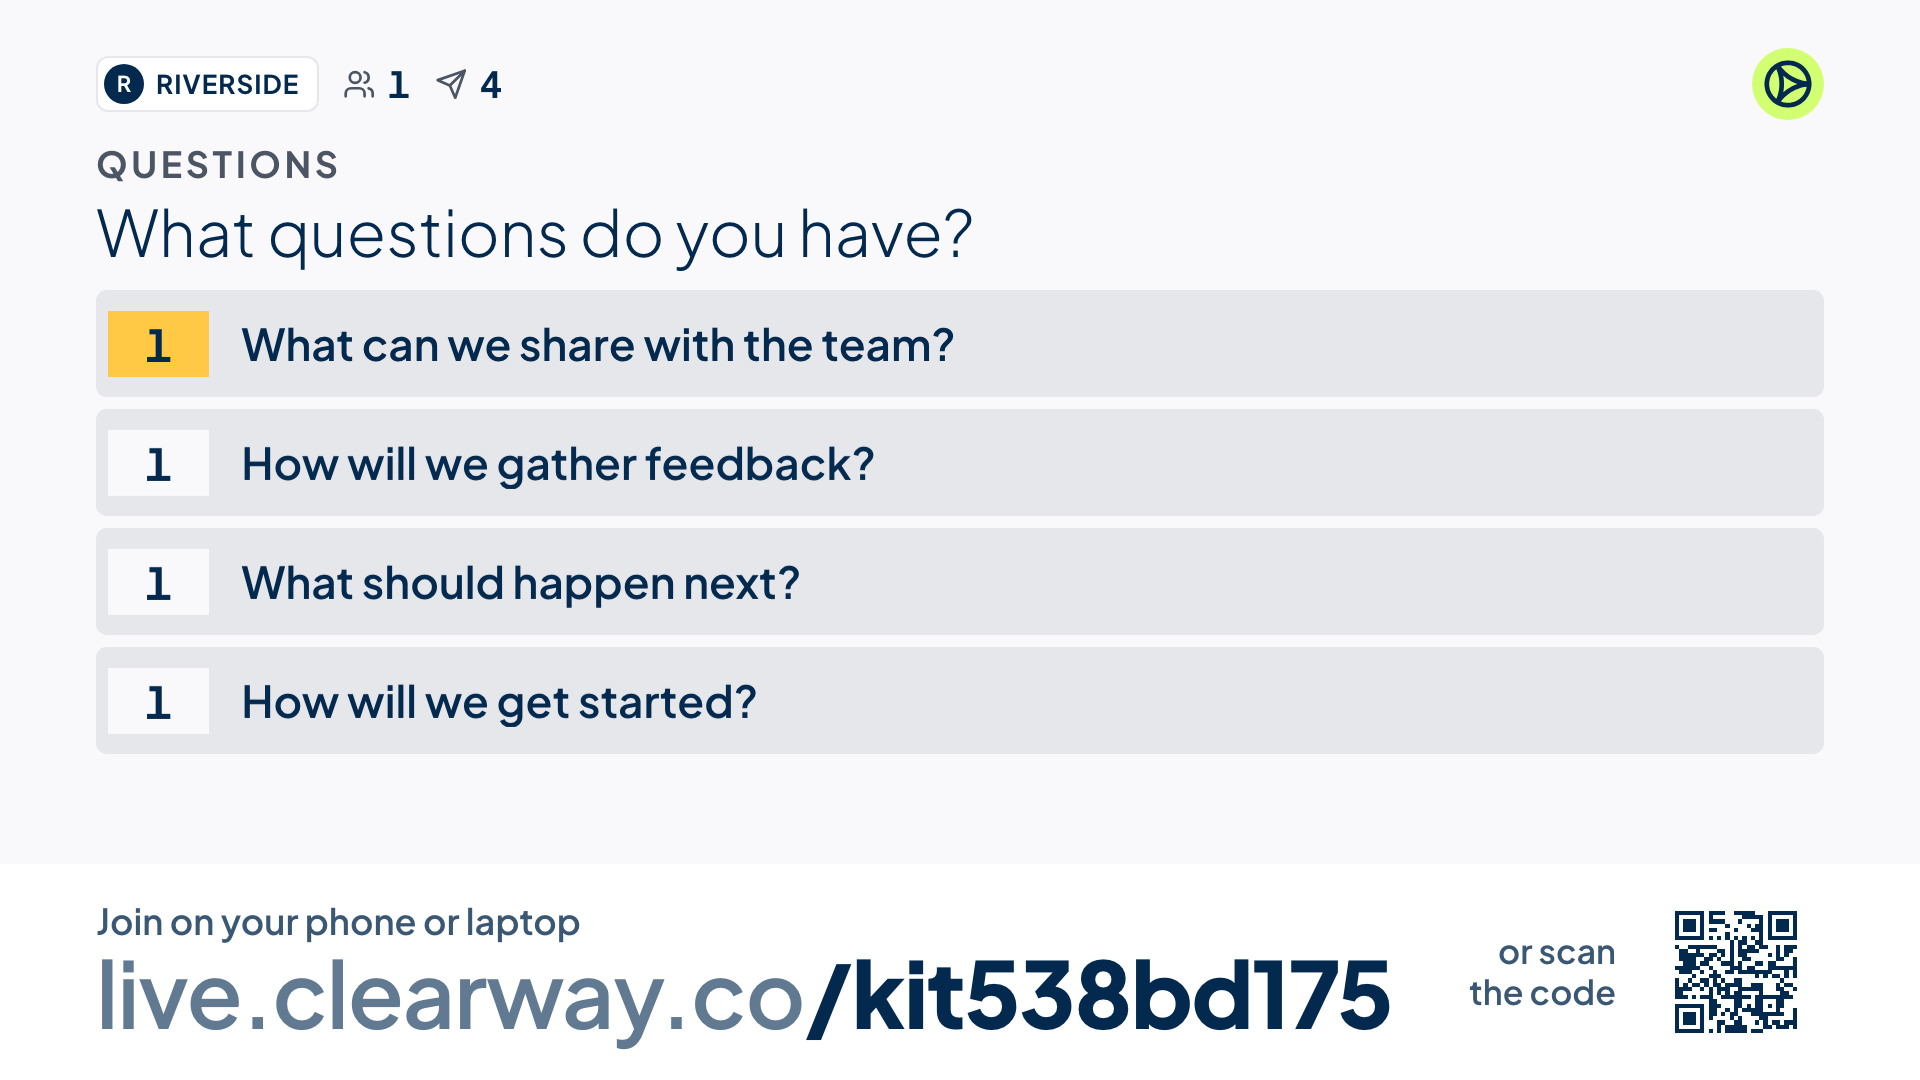 R RIVERSIDE 1 4
QUESTIONS
What questions do you have?
1 What can we share with the team?
1 How will we gather feedback?
1 What should happen next?
1 How will we get started?
Join on your phone or laptop
live.clearway.co/kit538bd175
or scan
the code